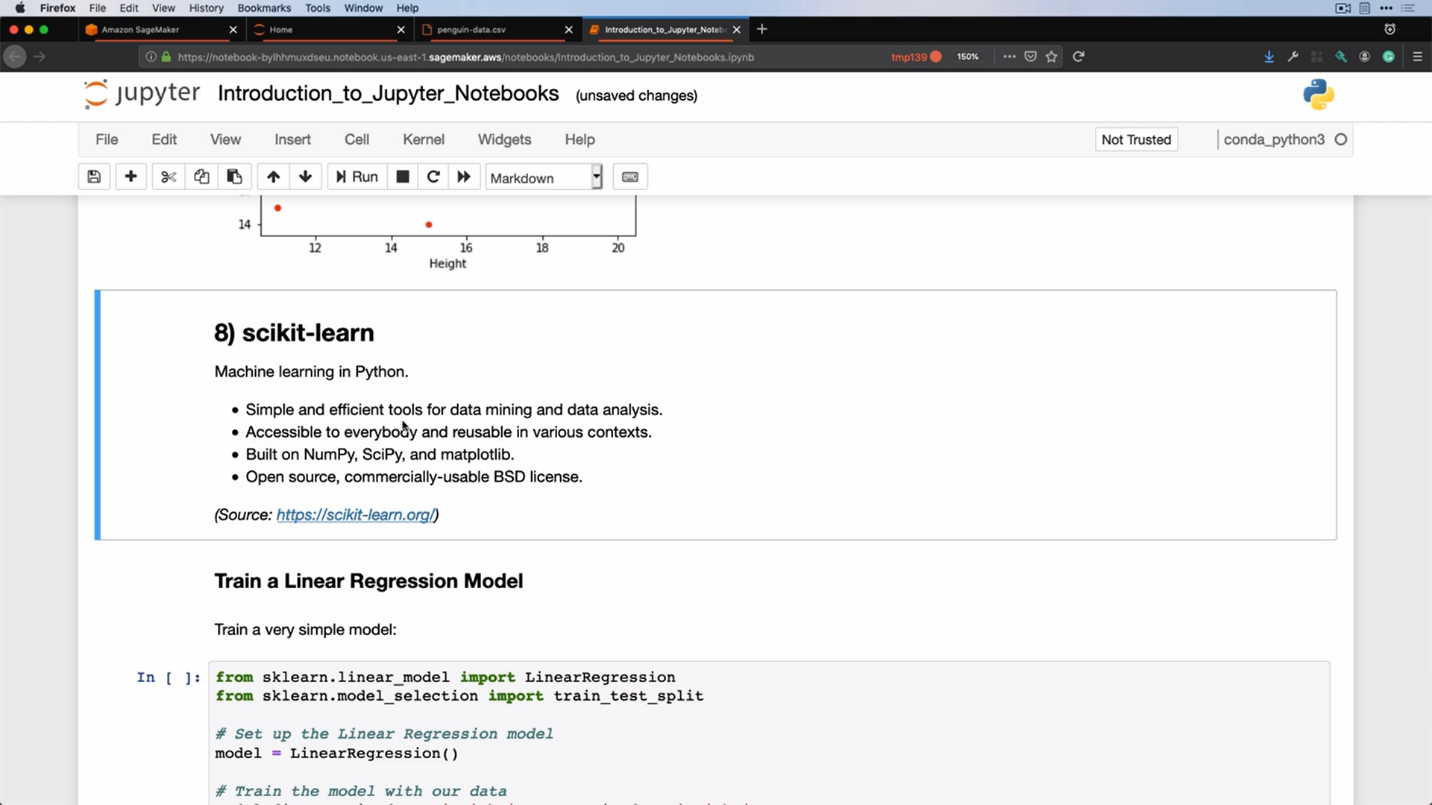 Firefox File Edit View History Bookmarks Tools Window Help
Amazon SageMaker Home penguin-data.csv Introduction_to_Jupyter_Noteb
https://notebook-bylhhmuxdseu.notebook.us-east-1.sagemaker.aws/notebooks/Introduction_to_Jupyter_Notebooks.ipynb tmp139 150%
jupyter Introduction_to_Jupyter_Notebooks (unsaved changes)
File Edit View Insert Cell Kernel Widgets Help Not Trusted conda_python3
Run Markdown
14
12 14 16 18 20
Height
8) scikit-learn
Machine learning in Python.
• Simple and efficient tools for data mining and data analysis.
• Accessible to everybody and reusable in various contexts.
• Built on NumPy, SciPy, and matplotlib.
• Open source, commercially-usable BSD license.
(Source: https://scikit-learn.org/)
Train a Linear Regression Model
Train a very simple model:
In [ ]: from sklearn.linear_model import LinearRegression
from sklearn.model_selection import train_test_split
# Set up the Linear Regression model
model = LinearRegression()
# Train the model with our data